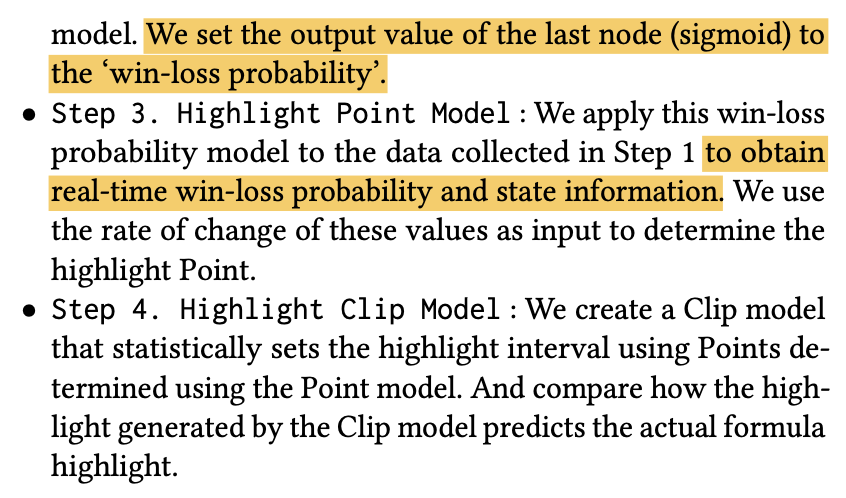 model. We set the output value of the last node (sigmoid) to
the ‘win-loss probability’.
• Step 3. Highlight Point Model : We apply this win-loss
probability model to the data collected in Step 1 to obtain
real-time win-loss probability and state information. We use
the rate of change of these values as input to determine the
highlight Point.
• Step 4. Highlight Clip Model : We create a Clip model
that statistically sets the highlight interval using Points de-
termined using the Point model. And compare how the high-
light generated by the Clip model predicts the actual formula
highlight.